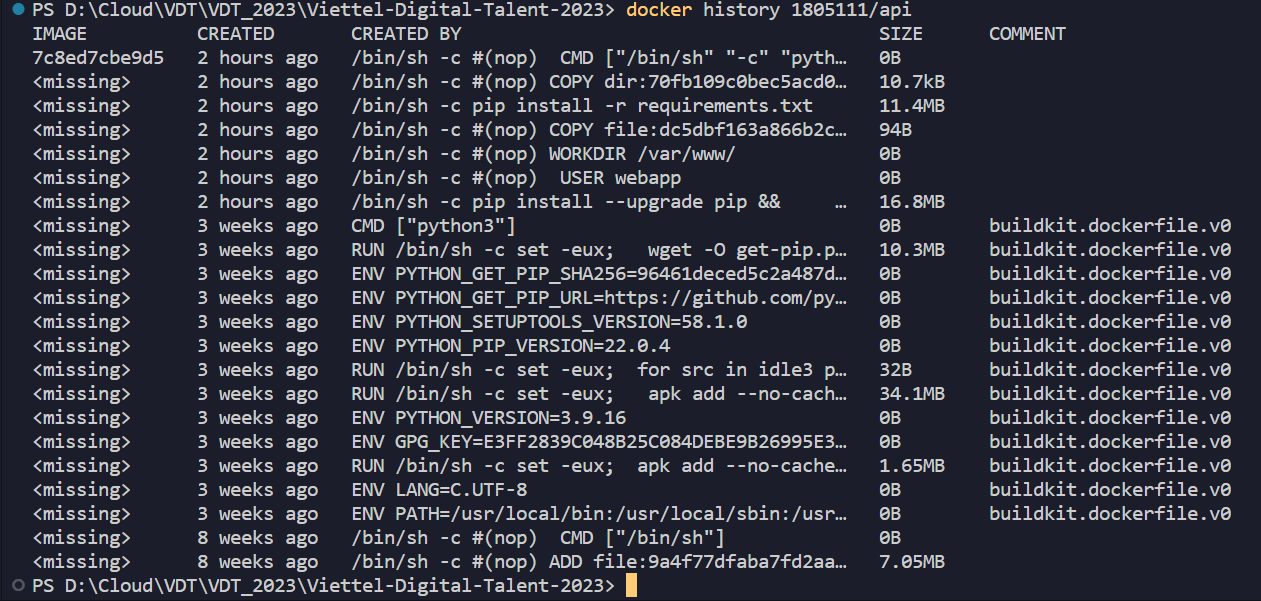 PS D:\Cloud\VDT\VDT_2023\Viettel-Digital-Talent-2023> docker history 1805111/api
IMAGE CREATED CREATED BY SIZE COMMENT
7c8ed7cbe9d5 2 hours ago /bin/sh -c #(nop) CMD ["/bin/sh" "-c" "pyth… 0B
<missing> 2 hours ago /bin/sh -c #(nop) COPY dir:70fb109c0bec5acd0… 10.7kB
<missing> 2 hours ago /bin/sh -c pip install -r requirements.txt 11.4MB
<missing> 2 hours ago /bin/sh -c #(nop) COPY file:dc5dbf163a866b2c… 94B
<missing> 2 hours ago /bin/sh -c #(nop) WORKDIR /var/www/ 0B
<missing> 2 hours ago /bin/sh -c #(nop) USER webapp 0B
<missing> 2 hours ago /bin/sh -c pip install --upgrade pip && … 16.8MB
<missing> 3 weeks ago CMD ["python3"] 0B buildkit.dockerfile.v0
<missing> 3 weeks ago RUN /bin/sh -c set -eux; wget -O get-pip.p… 10.3MB buildkit.dockerfile.v0
<missing> 3 weeks ago ENV PYTHON_GET_PIP_SHA256=96461deced5c2a487d… 0B buildkit.dockerfile.v0
<missing> 3 weeks ago ENV PYTHON_GET_PIP_URL=https://github.com/py… 0B buildkit.dockerfile.v0
<missing> 3 weeks ago ENV PYTHON_SETUPTOOLS_VERSION=58.1.0 0B buildkit.dockerfile.v0
<missing> 3 weeks ago ENV PYTHON_PIP_VERSION=22.0.4 0B buildkit.dockerfile.v0
<missing> 3 weeks ago RUN /bin/sh -c set -eux; for src in idle3 p… 32B buildkit.dockerfile.v0
<missing> 3 weeks ago RUN /bin/sh -c set -eux; apk add --no-cach… 34.1MB buildkit.dockerfile.v0
<missing> 3 weeks ago ENV PYTHON_VERSION=3.9.16 0B buildkit.dockerfile.v0
<missing> 3 weeks ago ENV GPG_KEY=E3FF2839C048B25C084DEBE9B26995E3… 0B buildkit.dockerfile.v0
<missing> 3 weeks ago RUN /bin/sh -c set -eux; apk add --no-cache… 1.65MB buildkit.dockerfile.v0
<missing> 3 weeks ago ENV LANG=C.UTF-8 0B buildkit.dockerfile.v0
<missing> 3 weeks ago ENV PATH=/usr/local/bin:/usr/local/sbin:/usr… 0B buildkit.dockerfile.v0
<missing> 8 weeks ago /bin/sh -c #(nop) CMD ["/bin/sh"] 0B
<missing> 8 weeks ago /bin/sh -c #(nop) ADD file:9a4f77dfaba7fd2aa… 7.05MB
PS D:\Cloud\VDT\VDT_2023\Viettel-Digital-Talent-2023>